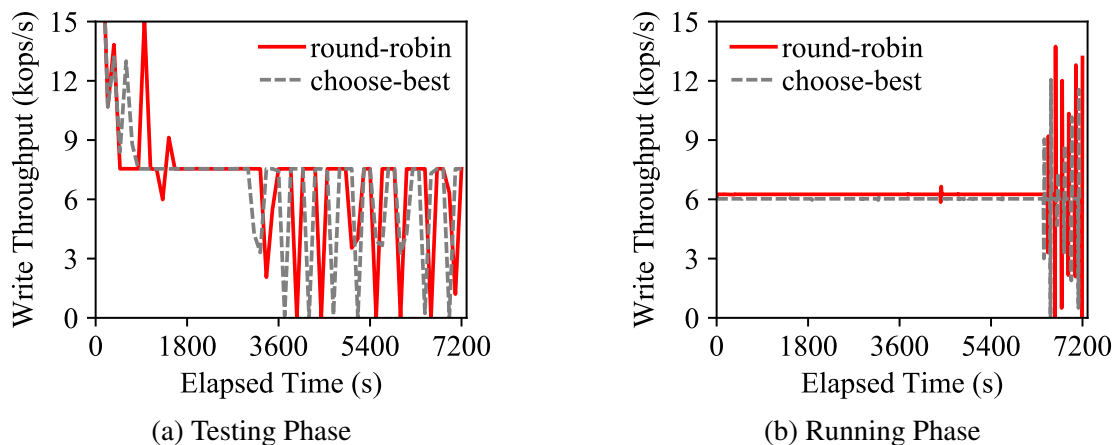 Write Throughput (kops/s)
15
12
9
6
3
0
round-robin
choose-best
0 1800 3600 5400 7200
Elapsed Time (s)
(a) Testing Phase
Write Throughput (kops/s)
15
12
9
6
3
0
round-robin
choose-best
0 1800 3600 5400 7200
Elapsed Time (s)
(b) Running Phase